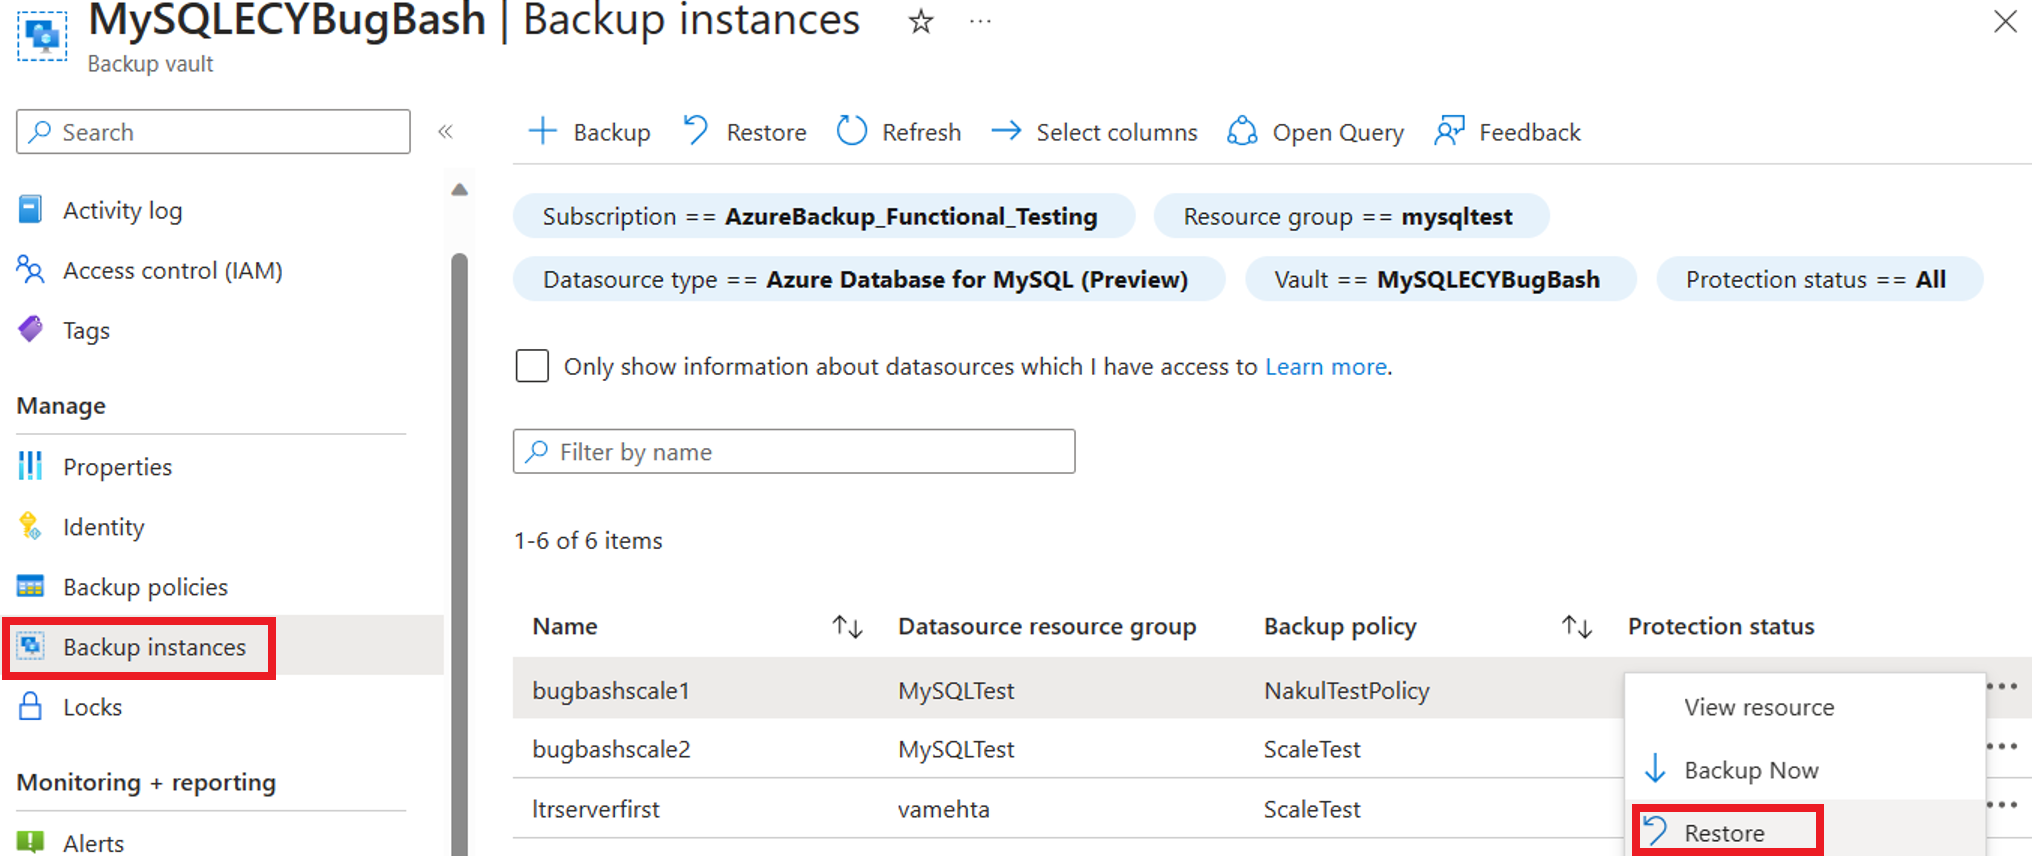 MySQLECYBugBash | Backup instances
Backup vault
Search
Backup Restore Refresh Select columns Open Query Feedback
Activity log
Access control (IAM)
Tags
Manage
Properties
Identity
Backup policies
Backup instances
Locks
Monitoring + reporting
Alerts
Subscription == AzureBackup_Functional_Testing Resource group == mysqltest
Datasource type == Azure Database for MySQL (Preview) Vault == MySQLECYBugBash Protection status == All
Only show information about datasources which I have access to Learn more.
Filter by name
1-6 of 6 items
Name Datasource resource group Backup policy Protection status
bugbashscale1 MySQLTest NakulTestPolicy
bugbashscale2 MySQLTest ScaleTest
ltrserverfirst vamehta ScaleTest
View resource
Backup Now
Restore